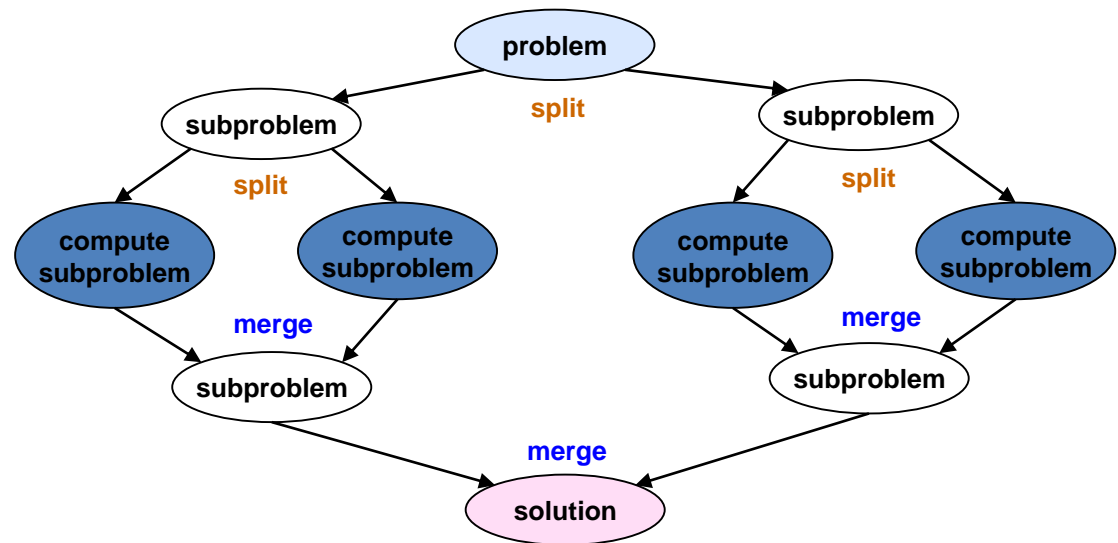 problem
split
subproblem
subproblem
split
split
compute
subproblem
compute
subproblem
compute
subproblem
compute
subproblem
merge
merge
subproblem
subproblem
merge
solution